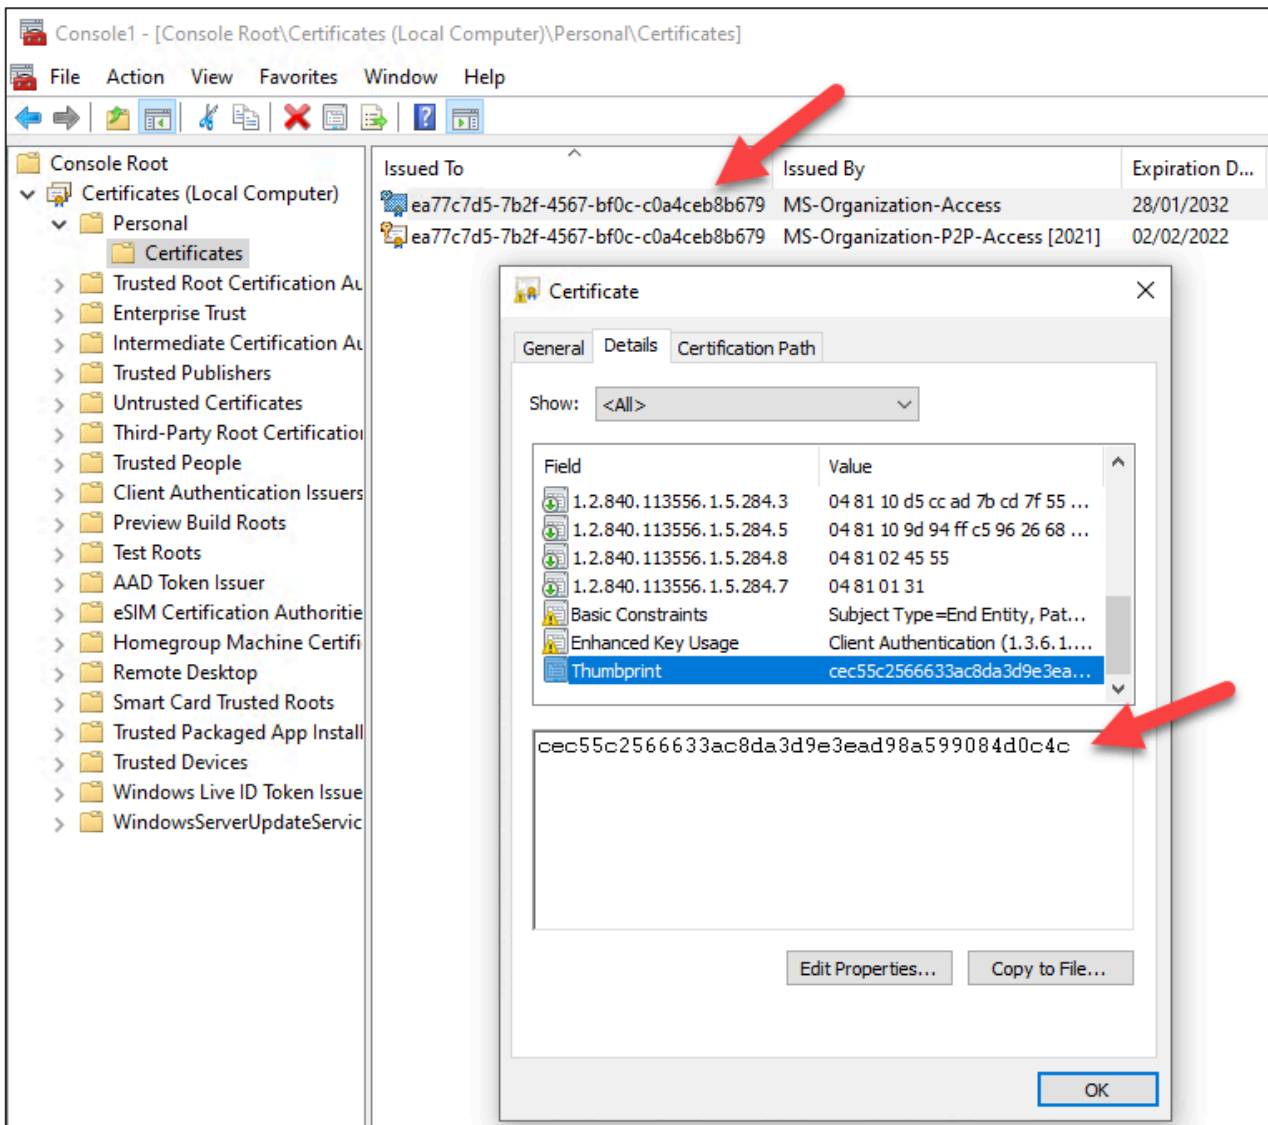 Console1 - [Console Root\Certificates (Local Computer)\Personal\Certificates]
File Action View Favorites Window Help
Console Root
Certificates (Local Computer)
Personal
Certificates
Trusted Root Certification Au
Enterprise Trust
Intermediate Certification Au
Trusted Publishers
Untrusted Certificates
Third-Party Root Certification
Trusted People
Client Authentication Issuers
Preview Build Roots
Test Roots
AAD Token Issuer
eSIM Certification Authoritie
Homegroup Machine Certifi
Remote Desktop
Smart Card Trusted Roots
Trusted Packaged App Install
Trusted Devices
Windows Live ID Token Issue
WindowsServerUpdateServic
Issued To Issued By Expiration D...
ea77c7d5-7b2f-4567-bf0c-c0a4ceb8b679 MS-Organization-Access 28/01/2032
ea77c7d5-7b2f-4567-bf0c-c0a4ceb8b679 MS-Organization-P2P-Access [2021] 02/02/2022
Certificate
General Details Certification Path
Show: <All>
Field Value
1.2.840.113556.1.5.284.3 04 81 10 d5 cc ad 7b cd 7f 55 ...
1.2.840.113556.1.5.284.5 04 81 10 9d 94 ff c5 96 26 68 ...
1.2.840.113556.1.5.284.8 04 81 02 45 55
1.2.840.113556.1.5.284.7 04 81 01 31
Basic Constraints Subject Type=End Entity, Pat...
Enhanced Key Usage Client Authentication (1.3.6.1....
Thumbprint cec55c2566633ac8da3d9e3ea...
cec55c2566633ac8da3d9e3ead98a599084d0c4c
Edit Properties... Copy to File...
OK